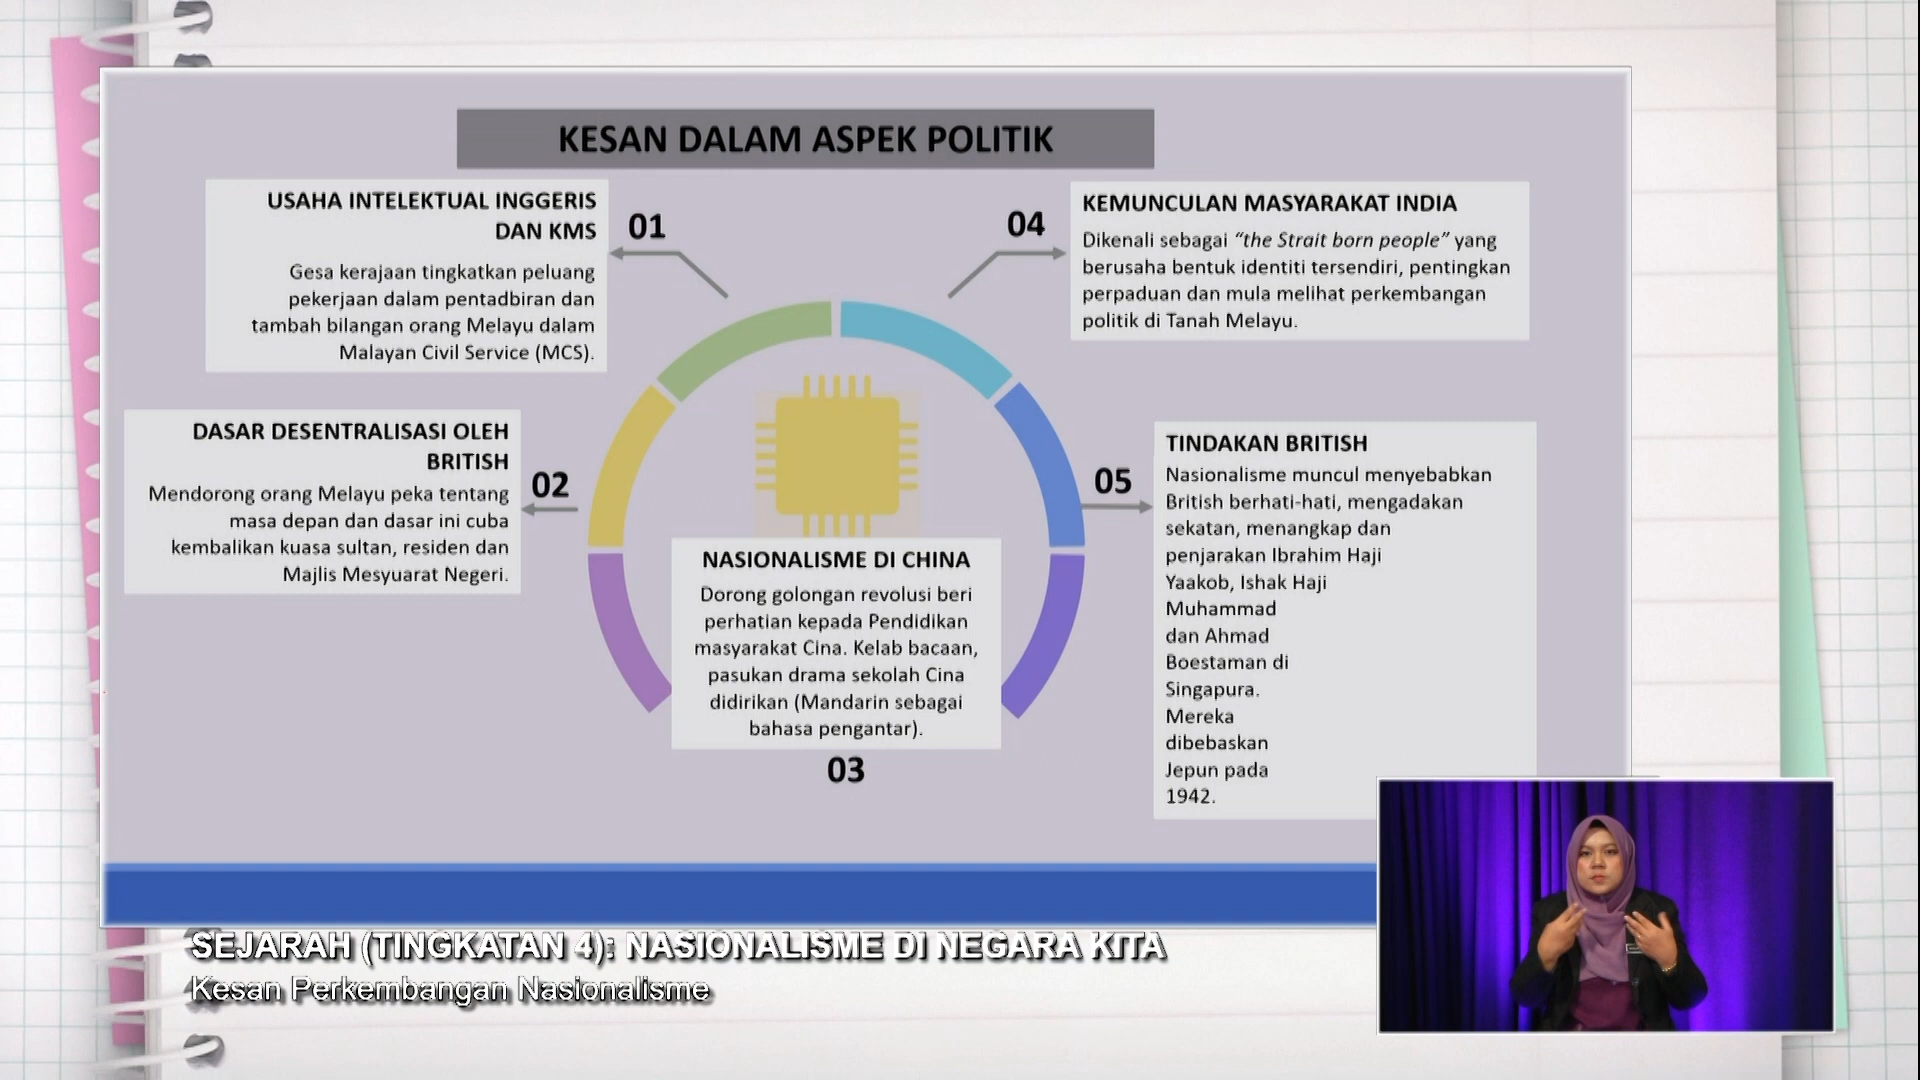 KESAN DALAM ASPEK POLITIK
USAHA INTELEKTUAL INGGERIS
DAN KMS
Gesa kerajaan tingkatkan peluang
pekerjaan dalam pentadbiran dan
tambah bilangan orang Melayu dalam
Malayan Civil Service (MCS).
01
DASAR DESENTRALISASI OLEH
BRITISH
Mendorong orang Melayu peka tentang
masa depan dan dasar ini cuba
kembalikan kuasa sultan, residen dan
Majlis Mesyuarat Negeri.
02
NASIONALISME DI CHINA
Dorong golongan revolusi beri
perhatian kepada Pendidikan
masyarakat Cina. Kelab bacaan,
pasukan drama sekolah Cina
didirikan (Mandarin sebagai
bahasa pengantar).
03
04
KEMUNCULAN MASYARAKAT INDIA
Dikenali sebagai “the Strait born people” yang
berusaha bentuk identiti tersendiri, pentingkan
perpaduan dan mula melihat perkembangan
politik di Tanah Melayu.
05
TINDAKAN BRITISH
Nasionalisme muncul menyebabkan
British berhati-hati, mengadakan
sekatan, menangkap dan
penjarakan Ibrahim Haji
Yaakob, Ishak Haji
Muhammad
dan Ahmad
Boestaman di
Singapura.
Mereka
dibebaskan
Jepun pada
1942.
SEJARAH (TINGKATAN 4): NASIONALISME DI NEGARA KITA
Kesan Perkembangan Nasionalisme